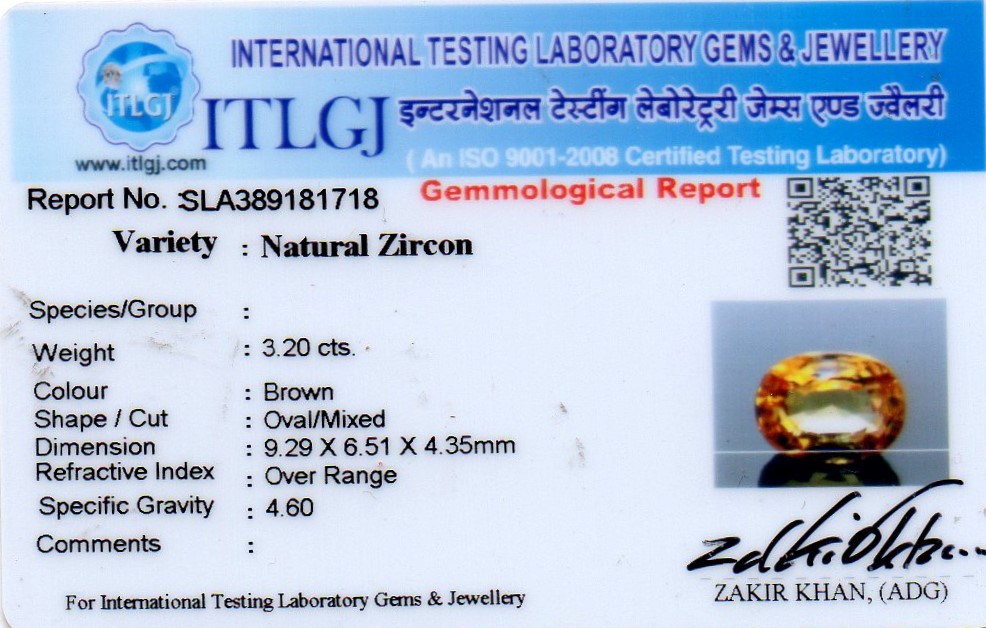 INTERNATIONAL TESTING LABORATORY GEMS & JEWELLERY
ITLGJ
ITLGJ
इन्टरनेशनल टेस्टींग लेबोरेट्री जेम्स एण्ड ज्वैलरी
www.itlgj.com
( An ISO 9001-2008 Certified Testing Laboratory)
Gemmological Report
Report No. :SLA389181718
Variety : Natural Zircon
Species/Group :
Weight : 3.20 cts.
Colour : Brown
Shape / Cut : Oval/Mixed
Dimension : 9.29 X 6.51 X 4.35mm
Refractive Index : Over Range
Specific Gravity : 4.60
Comments :
ZAKIR KHAN, (ADG)
For International Testing Laboratory Gems & Jewellery